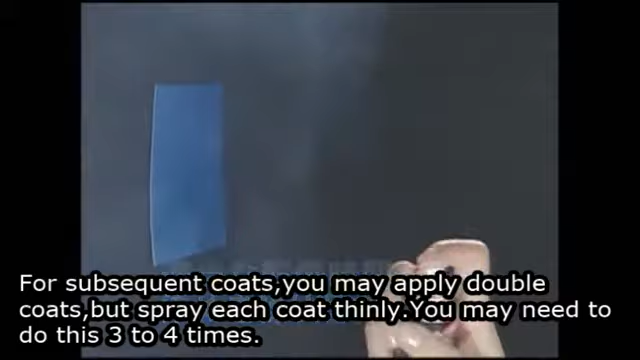 For subsequent coats,you may apply double
coats,but spray each coat thinly.You may need to
do this 3 to 4 times.